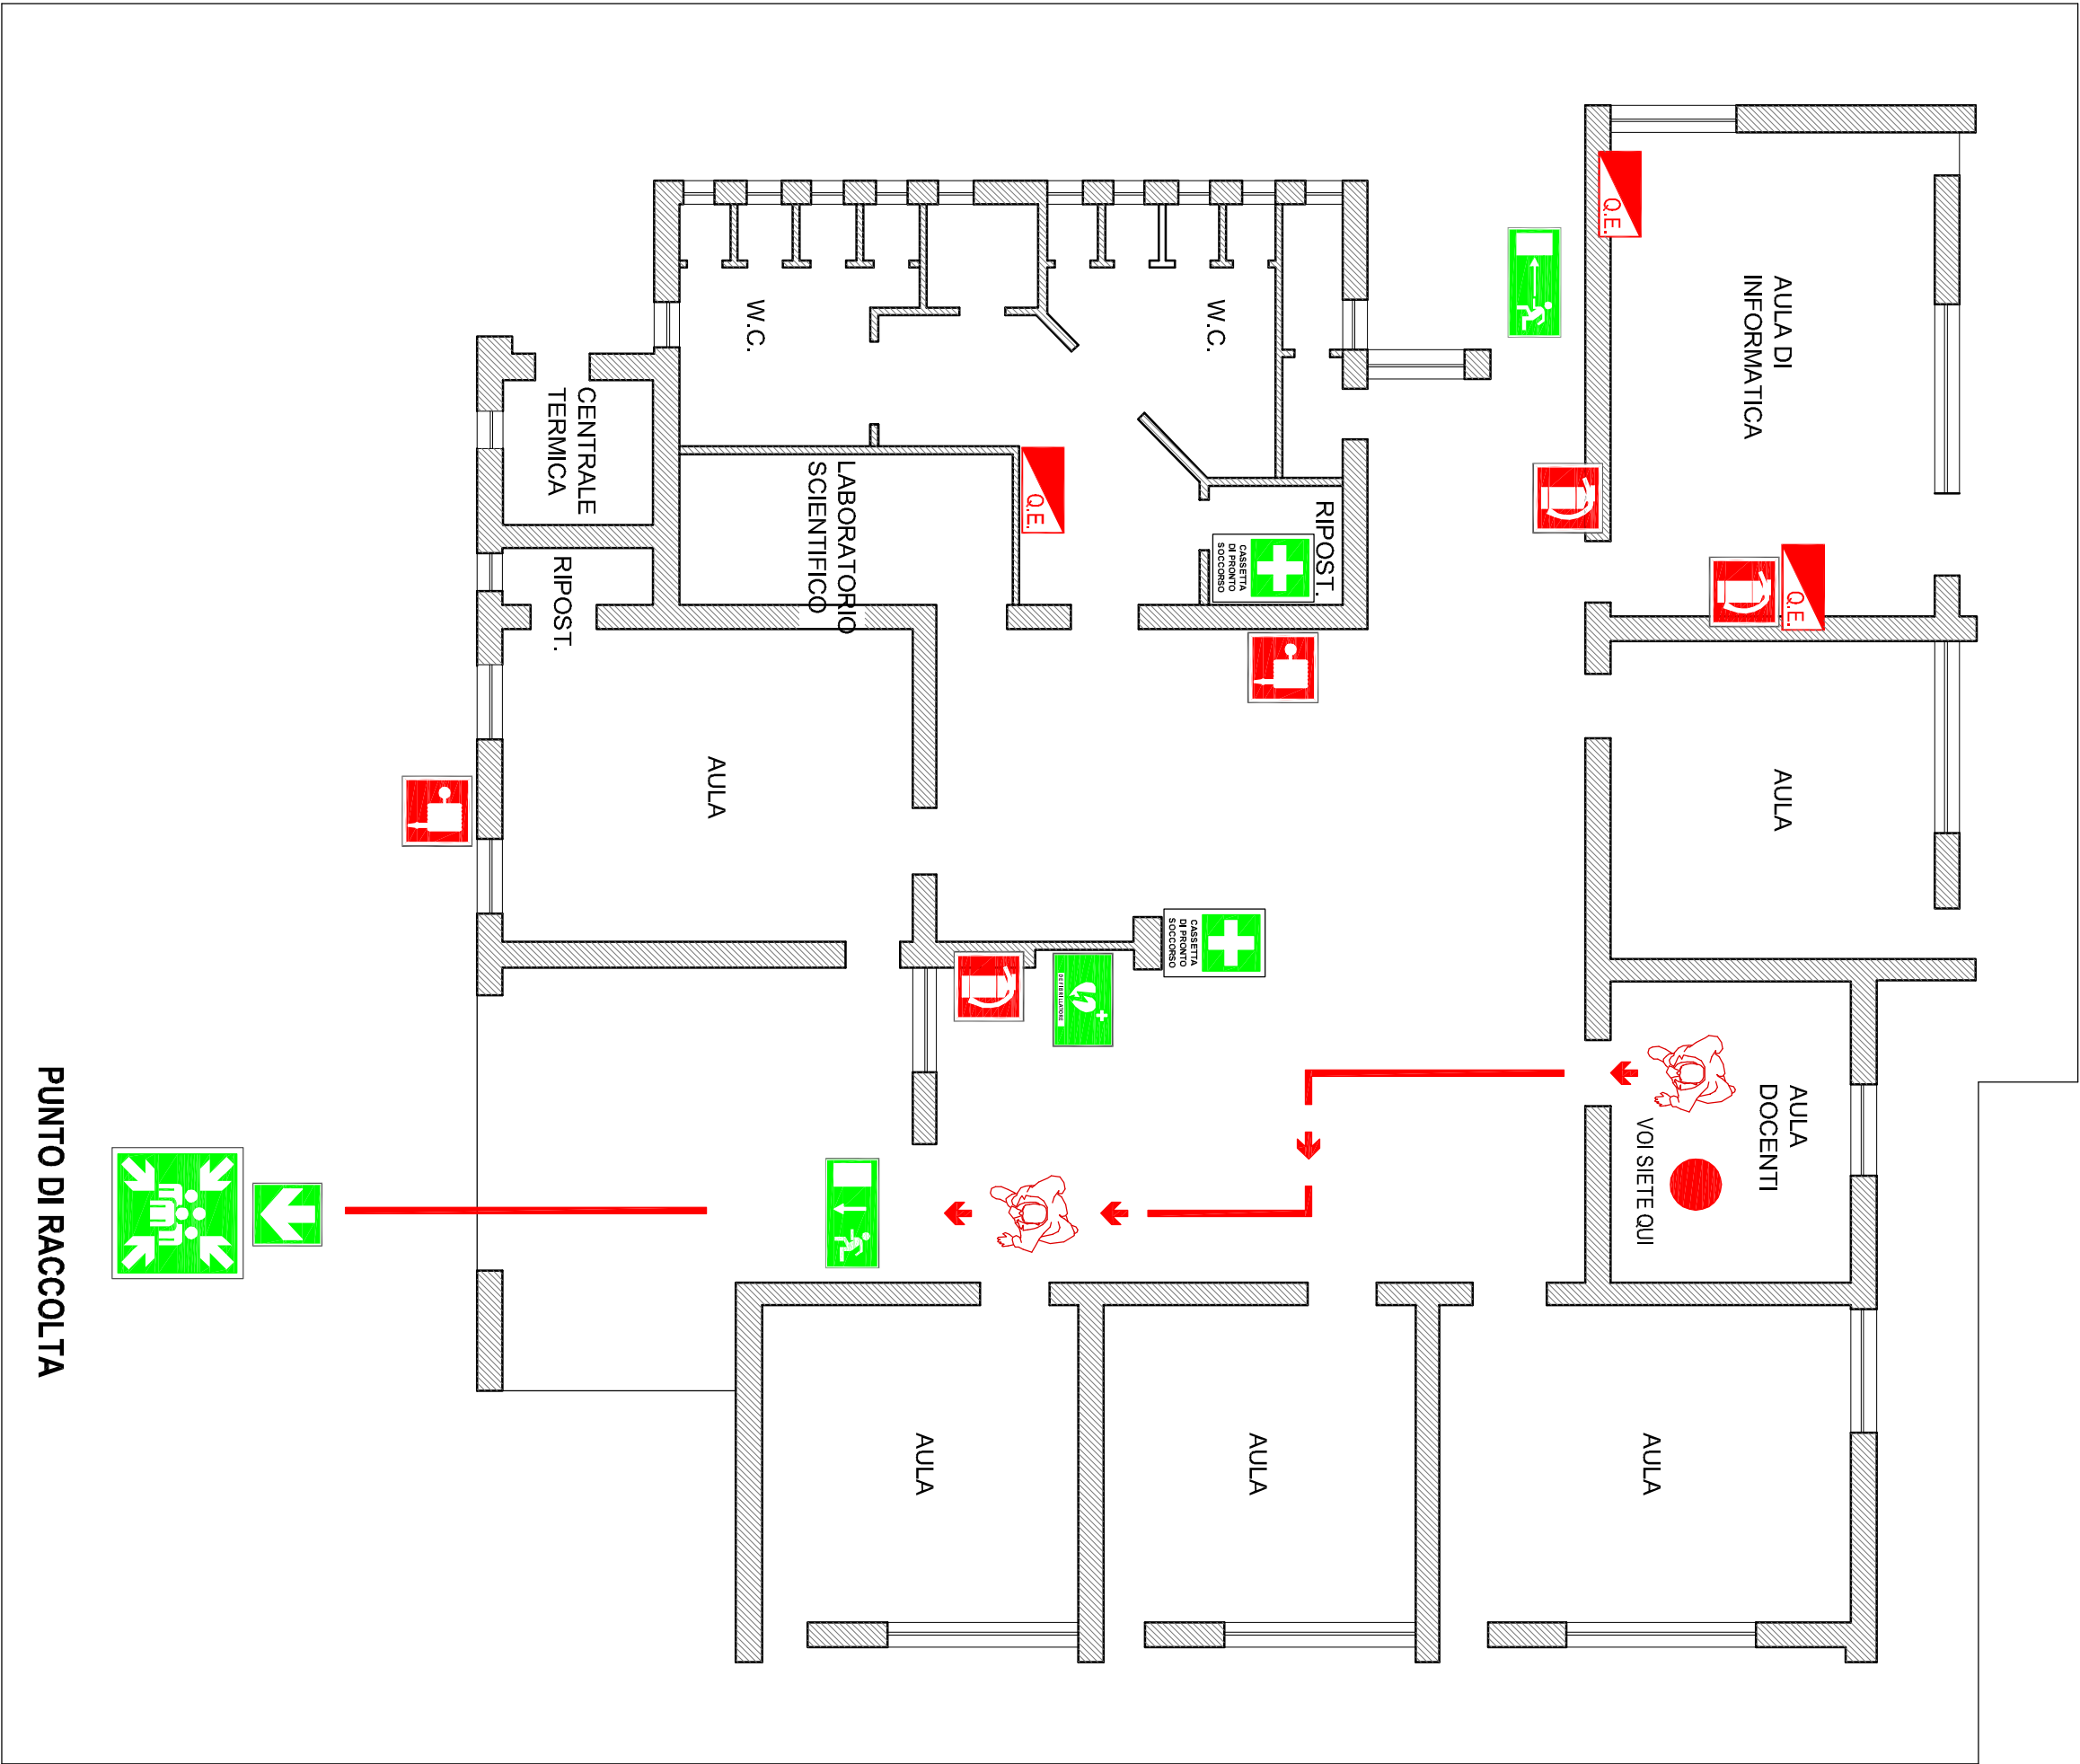 AULA DI
INFORMATICA
AULA
AULA
DOCENTI
Q.E.
VOI SIETE QUI
AULA
Q.E.
RIPOST.
CASSETTA
DI PRONTO
SOCCORSO
AULA
W.C.
CASSETTA
DI PRONTO
SOCCORSO
DEFIBRILLATORE
Q.E.
AULA
LABORATORIO
SCIENTIFICO
W.C.
AULA
CENTRALE
TERMICA
RIPOST.
PUNTO DI RACCOLTA